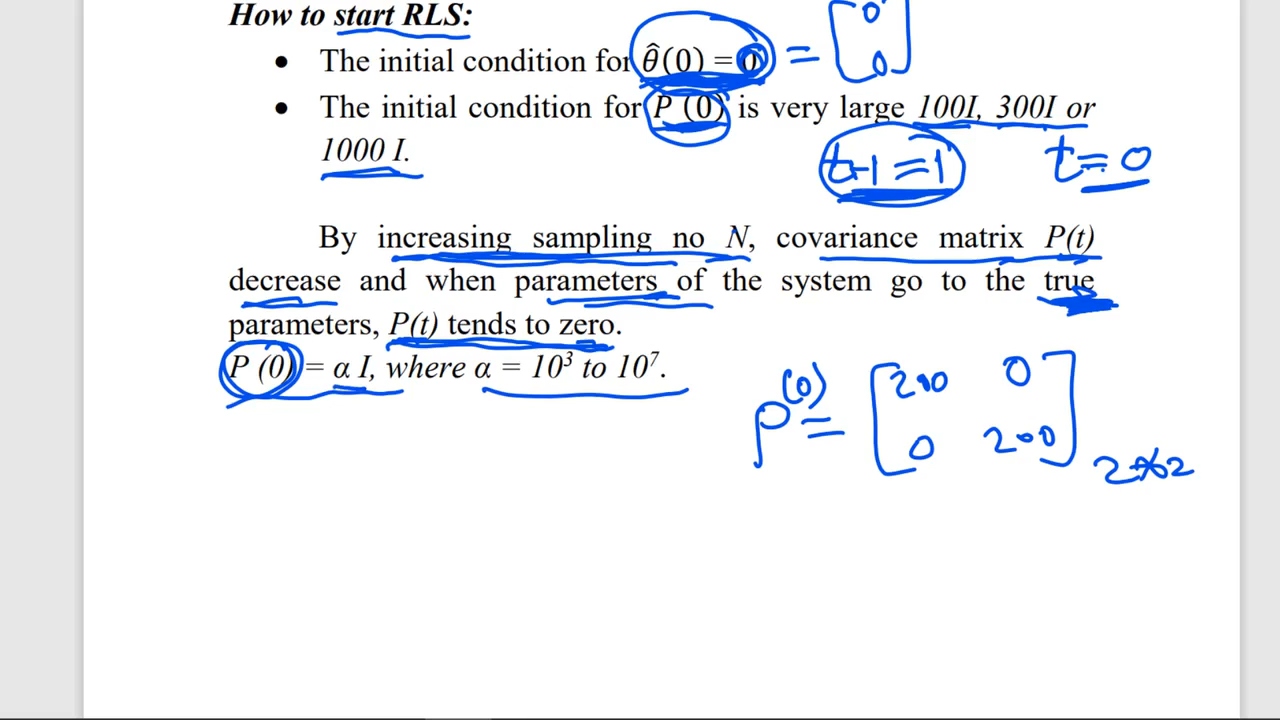 How to start RLS:
• The initial condition for θ̂(0) = 0 = [0
0]
• The initial condition for P (0) is very large 100I, 300I or
1000 I.
t-1 = 1 t = 0
By increasing sampling no N, covariance matrix P(t)
decrease and when parameters of the system go to the true
parameters, P(t) tends to zero.
P (0) = α I, where α = 10³ to 10⁷.
P(0) = [200 0
0 200] 2*2